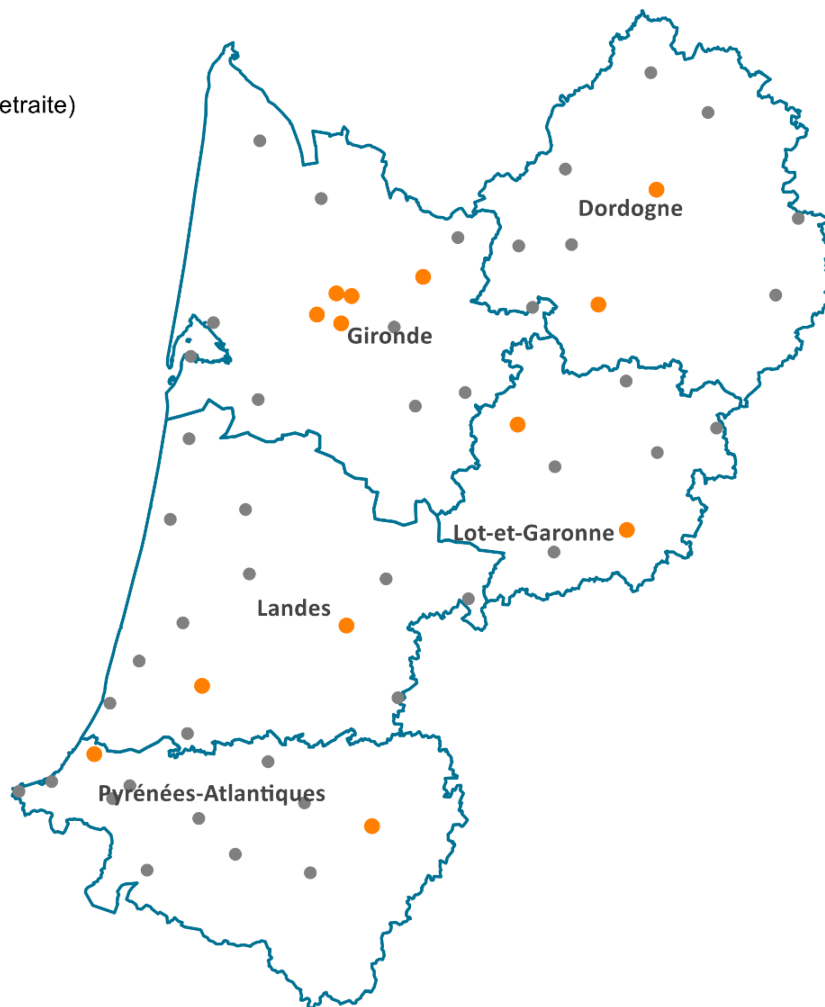 etraite)
Dordogne
Gironde
Lot-et-Garonne
Landes
Pyrénées-Atlantiques